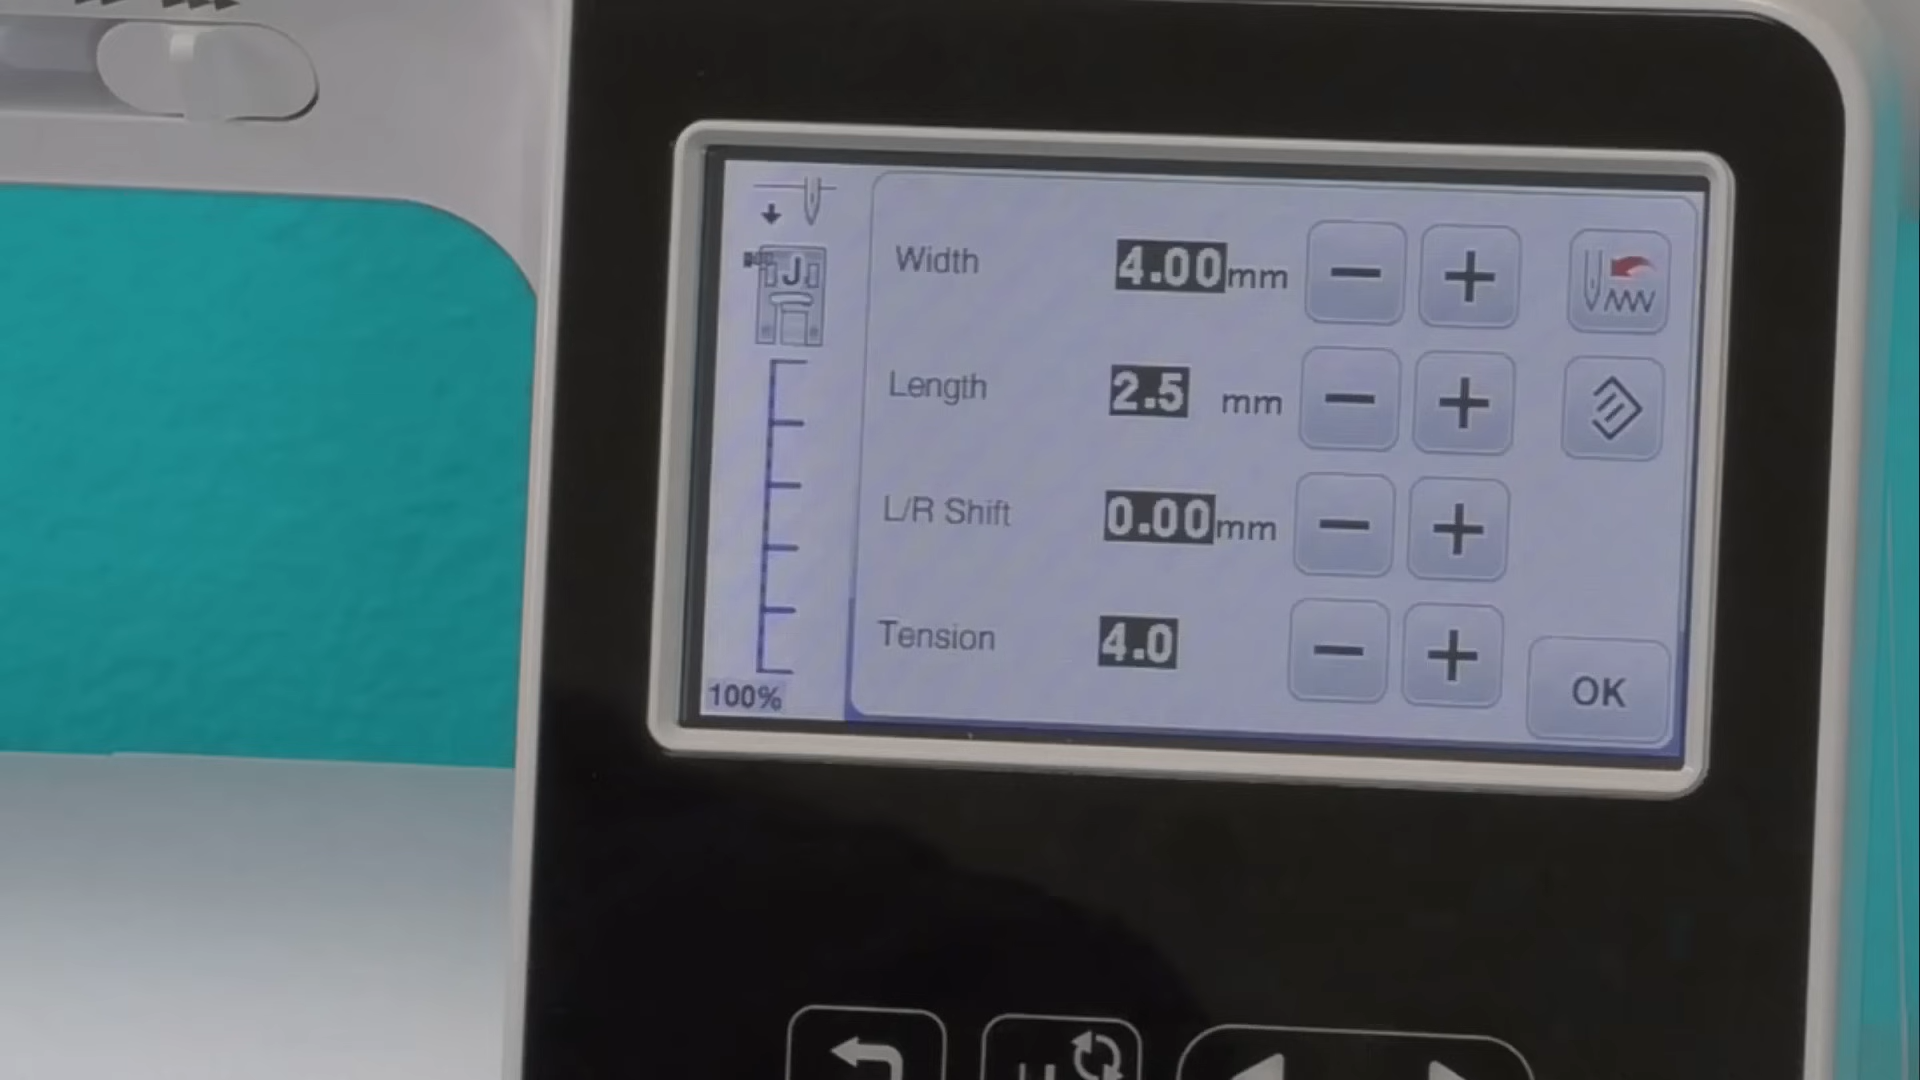 J
Width 4.00mm
Length 2.5 mm
L/R Shift 0.00mm
Tension 4.0
OK
100%